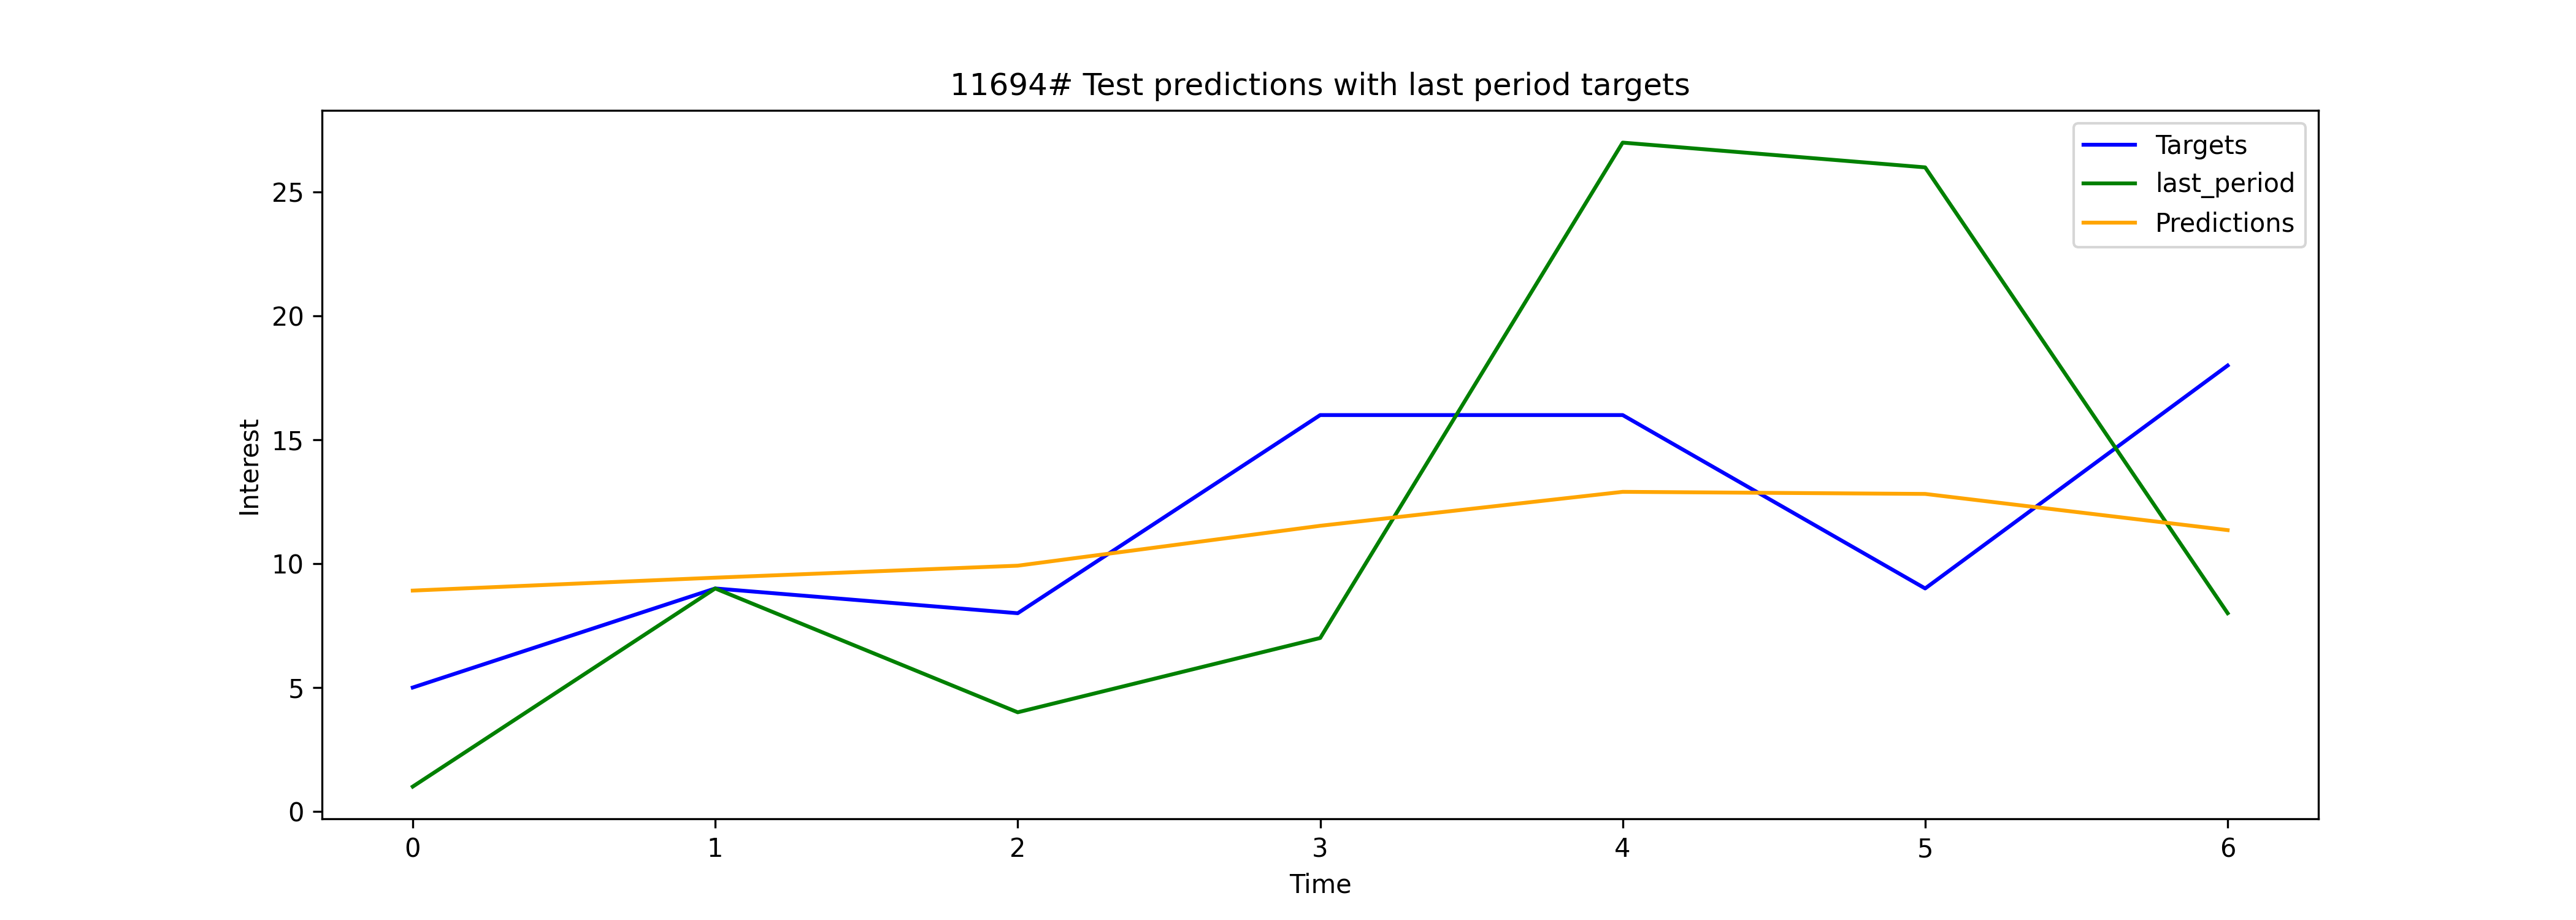 11694# Test predictions with last period targets
Targets
last_period
Predictions
Interest
25
20
15
10
5
0
0 1 2 3 4 5 6
Time